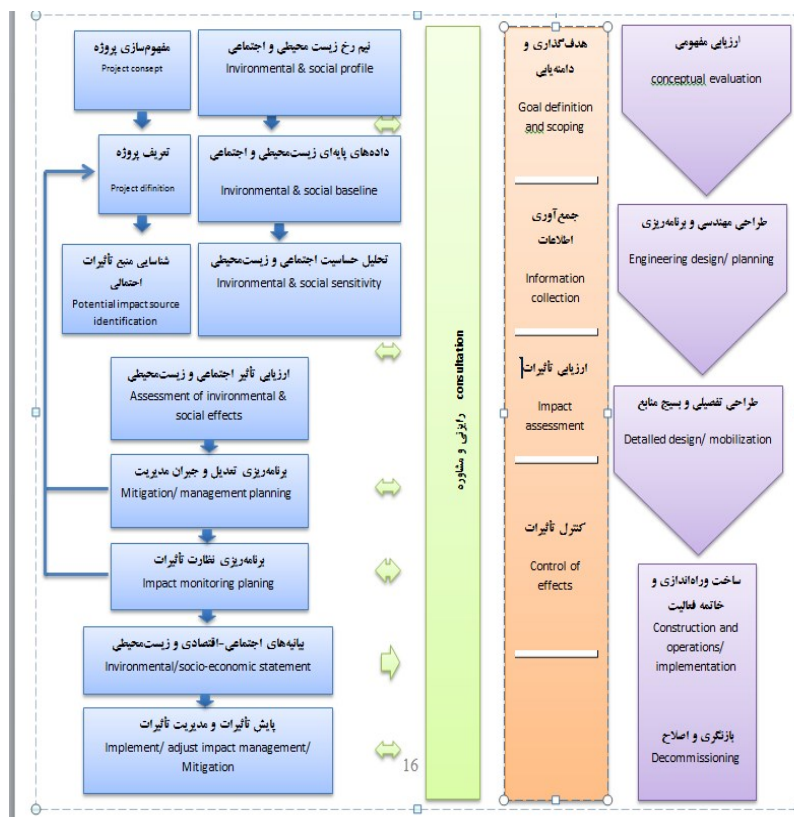 مفهوم‌سازی پروژه
Project consept
نیم رخ زیست محیطی و اجتماعی
Invironmental & social profile
تعریف پروژه
Project difinition
داده‌های پایه‌ای زیست‌محیطی و اجتماعی
Invironmental & social baseline
شناسایی منبع تأثیرات
احتمالی
Potential impact source
identification
تحلیل حساسیت اجتماعی و زیست‌محیطی
Invironmental & social sensitivity
ارزیابی تأثیر اجتماعی و زیست‌محیطی
Assessment of invironmental &
social effects
برنامه‌ریزی تعدیل و جبران مدیریت
Mitigation/ management planning
برنامه‌ریزی نظارت تأثیرات
Impact monitoring planing
بیانیه‌های اجتماعی-اقتصادی و زیست‌محیطی
Invironmental/socio-economic statement
پایش تأثیرات و مدیریت تأثیرات
Implement/ adjust impact management/
Mitigation
16
رایزنی و مشاوره consultation
هدف‌گذاری و
دامنه‌یابی
Goal definition
and scoping
جمع‌آوری
اطلاعات
Information
collection
ارزیابی تأثیرات
Impact
assessment
کنترل تأثیرات
Control of
effects
ارزیابی مفهومی
conceptual evaluation
طراحی مهندسی و برنامه‌ریزی
Engineering design/ planning
طراحی تفصیلی و بسیج منابع
Detailed design/ mobilization
ساخت وراه‌اندازی و
خاتمه فعالیت
Construction and
operations/
implementation
بازنگری و اصلاح
Decommissioning